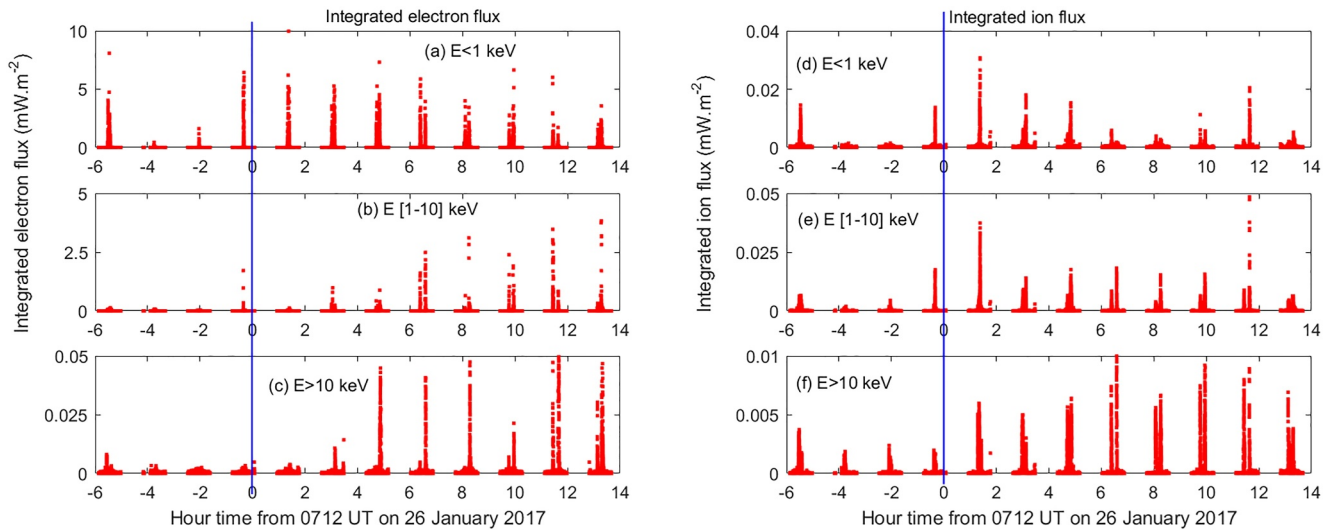 Integrated electron flux
Integrated electron flux (mW.m-2)
(a) E<1 keV
10
5
0
-6 -4 -2 0 2 4 6 8 10 12 14
(b) E [1-10] keV
5
2.5
0
-6 -4 -2 0 2 4 6 8 10 12 14
(c) E>10 keV
0.05
0.025
0
-6 -4 -2 0 2 4 6 8 10 12 14
Hour time from 0712 UT on 26 January 2017
Integrated ion flux
Integrated ion flux (mW.m-2)
(d) E<1 keV
0.04
0.02
0
-6 -4 -2 0 2 4 6 8 10 12 14
(e) E [1-10] keV
0.05
0.025
0
-6 -4 -2 0 2 4 6 8 10 12 14
(f) E>10 keV
0.01
0.005
0
-6 -4 -2 0 2 4 6 8 10 12 14
Hour time from 0712 UT on 26 January 2017